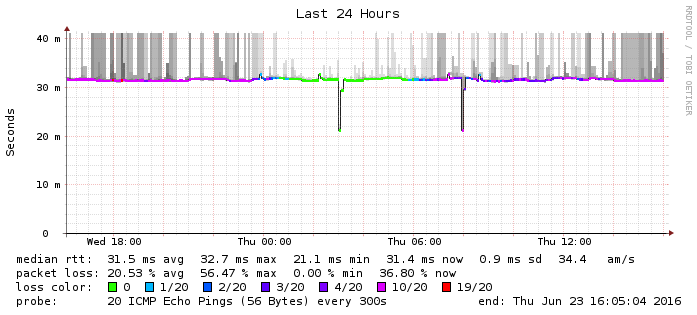 Last 24 Hours
RRDTOOL / TOBI OETIKER
Seconds
40 m
30 m
20 m
10 m
0
Wed 18:00 Thu 00:00 Thu 06:00 Thu 12:00
median rtt: 31.5 ms avg 32.7 ms max 21.1 ms min 31.4 ms now 0.9 ms sd 34.4 am/s
packet loss: 20.53 % avg 56.47 % max 0.00 % min 36.80 % now
loss color: 0 1/20 2/20 3/20 4/20 10/20 19/20
probe: 20 ICMP Echo Pings (56 Bytes) every 300s end: Thu Jun 23 16:05:04 2016